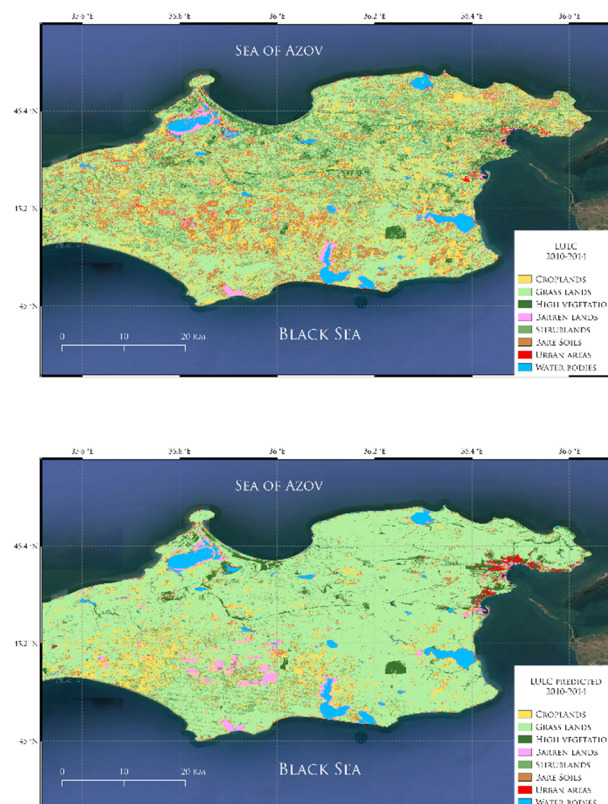 35.6 °E 35.8 °E 36 °E 36.2 °E 36.4 °E 36.6 °E
SEA OF AZOV
45.4 °N
45.2 °N
45 °N
LULC
2010-2014
CROPLANDS
GRASS LANDS
HIGH VEGETATIO
BARREN LANDS
SHRUBLANDS
BARE SOILS
URBAN AREAS
WATER BODIES
BLACK SEA
0 10 20 KM
35.6 °E 35.8 °E 36 °E 36.2 °E 36.4 °E 36.6 °E
SEA OF AZOV
45.4 °N
45.2 °N
45 °N
LULC PREDICTED
2010-2014
CROPLANDS
GRASS LANDS
HIGH VEGETATIO
BARREN LANDS
SHRUBLANDS
BARE SOILS
URBAN AREAS
WATER BODIES
BLACK SEA
0 10 20 KM